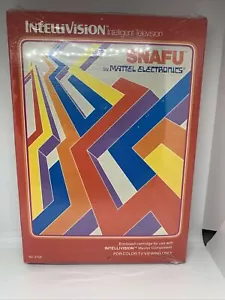 INTELLIVISION Intelligent Television
SNAFU
by MATTEL ELECTRONICS
Enclosed cartridge for use with
INTELLIVISION™ Master Component
FOR COLOR TV VIEWING ONLY